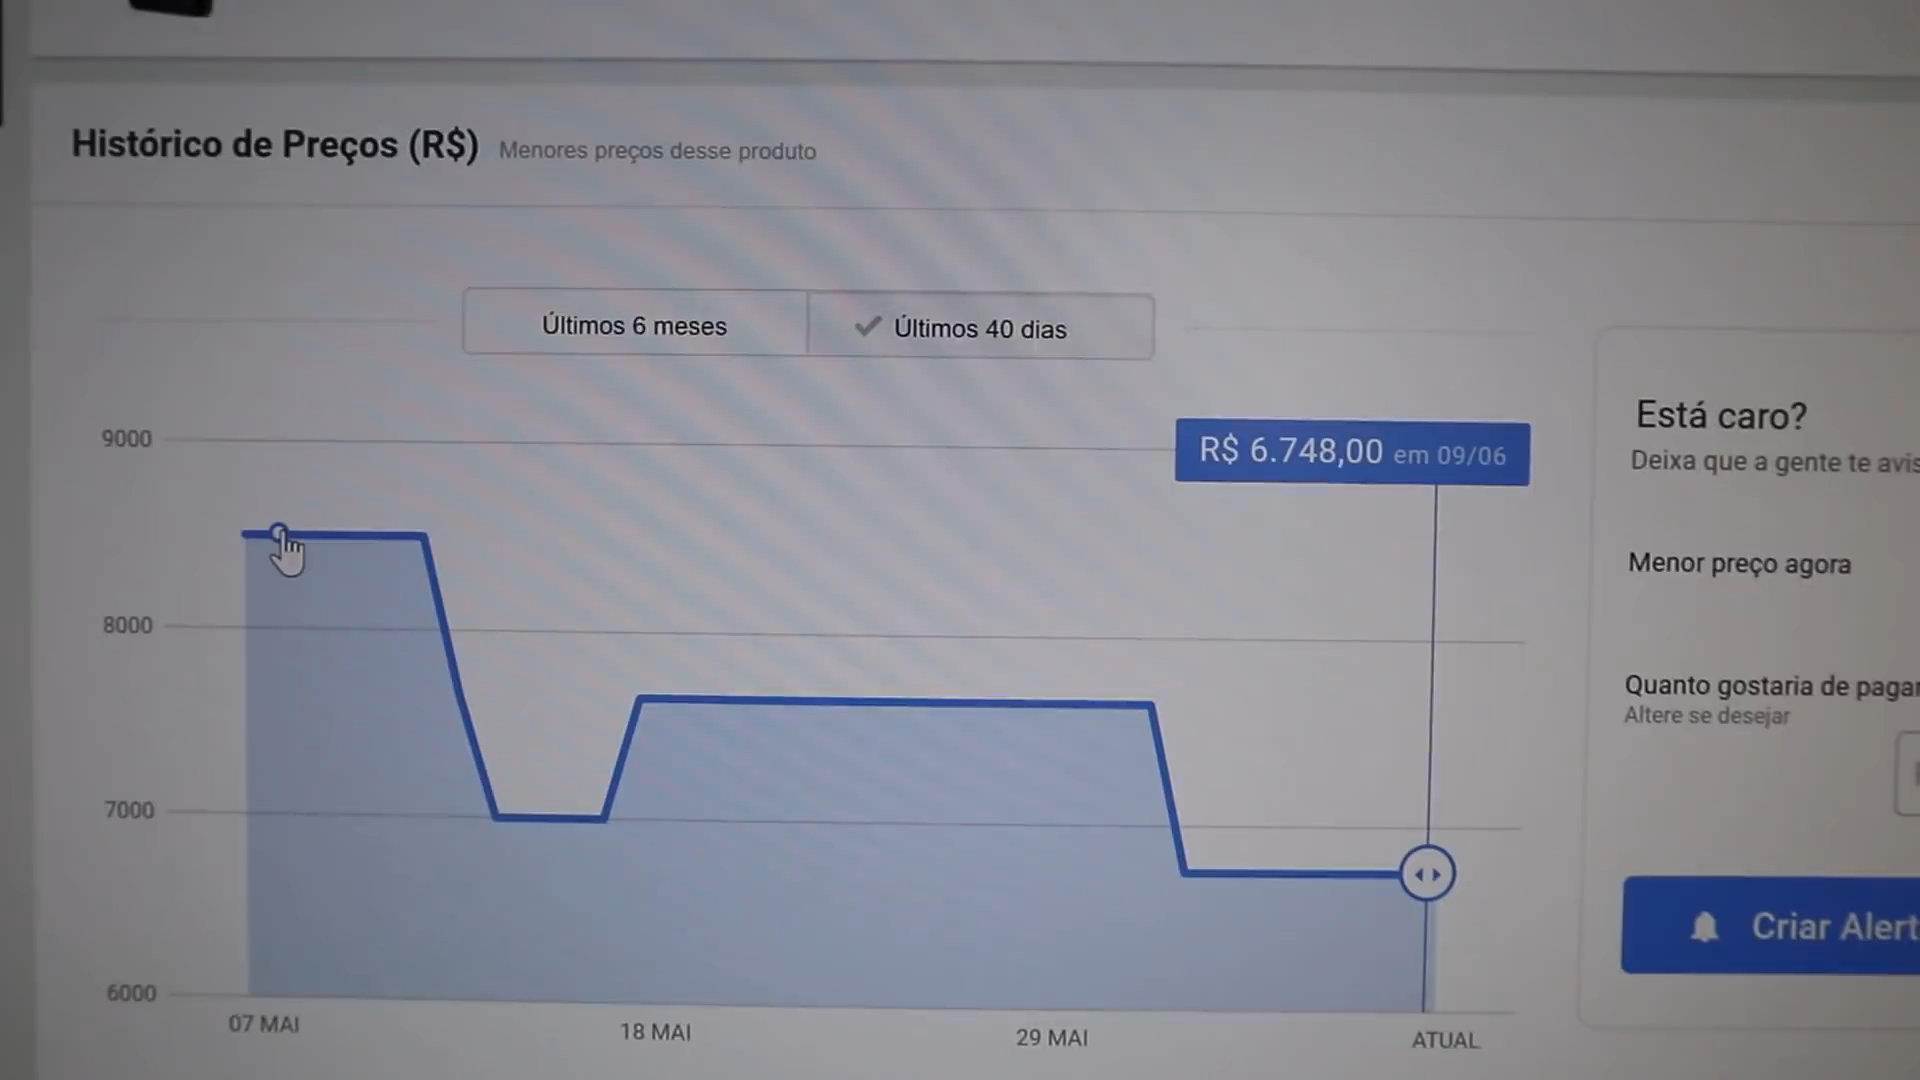 Histórico de Preços (R$) Menores preços desse produto
Últimos 6 meses
Últimos 40 dias
R$ 6.748,00 em 09/06
9000
8000
7000
6000
07 MAI
18 MAI
29 MAI
ATUAL
Está caro?
Deixa que a gente te avis
Menor preço agora
Quanto gostaria de pagar
Altere se desejar
Criar Alert